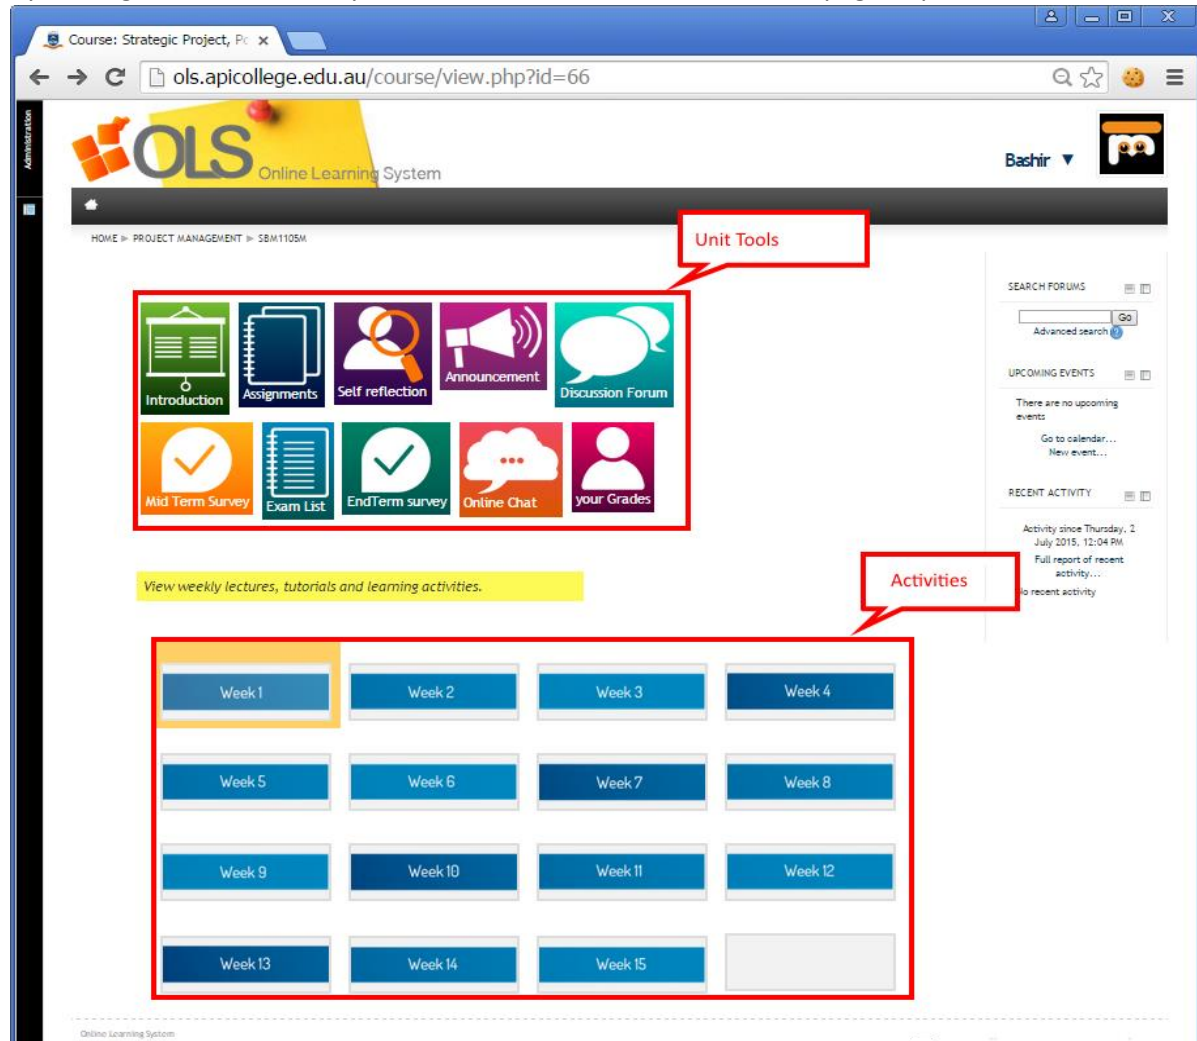 Course: Strategic Project, Po
ols.apicollege.edu.au/course/view.php?id=66
Administration
OLS Online Learning System
Bashir ▼
HOME ► PROJECT MANAGEMENT ► SBM1105M
Unit Tools
SEARCH FORUMS
Go
Advanced search
Introduction
Assignments
Self reflection
Announcement
Discussion Forum
UPCOMING EVENTS
There are no upcoming
events
Go to calendar...
New event...
Mid Term Survey
Exam List
EndTerm survey
Online Chat
your Grades
RECENT ACTIVITY
Activity since Thursday, 2
July 2015, 12:04 PM
Full report of recent
activity...
No recent activity
View weekly lectures, tutorials and learning activities.
Activities
Week 1
Week 2
Week 3
Week 4
Week 5
Week 6
Week 7
Week 8
Week 9
Week 10
Week 11
Week 12
Week 13
Week 14
Week 15
Online Learning System